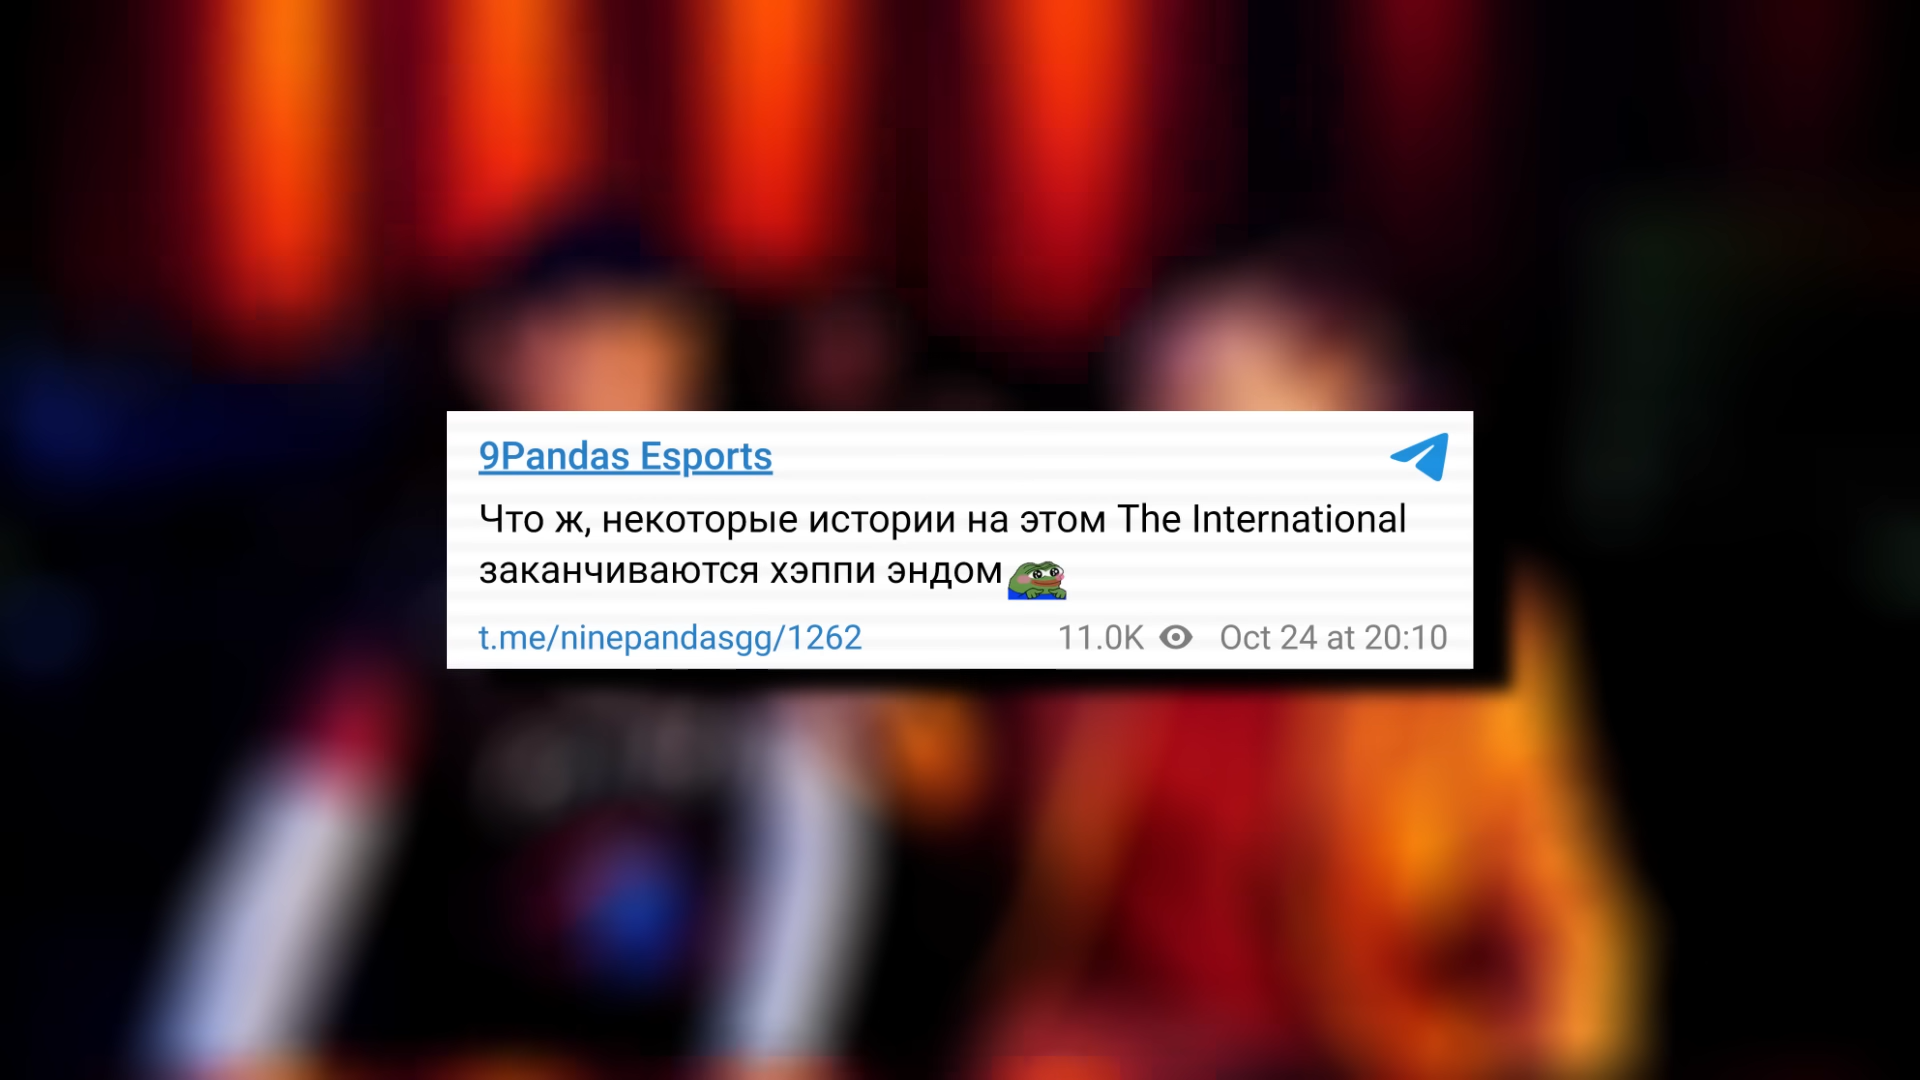 9Pandas Esports
Что ж, некоторые истории на этом The International
заканчиваются хэппи эндом
t.me/ninepandasgg/1262 11.0K Oct 24 at 20:10